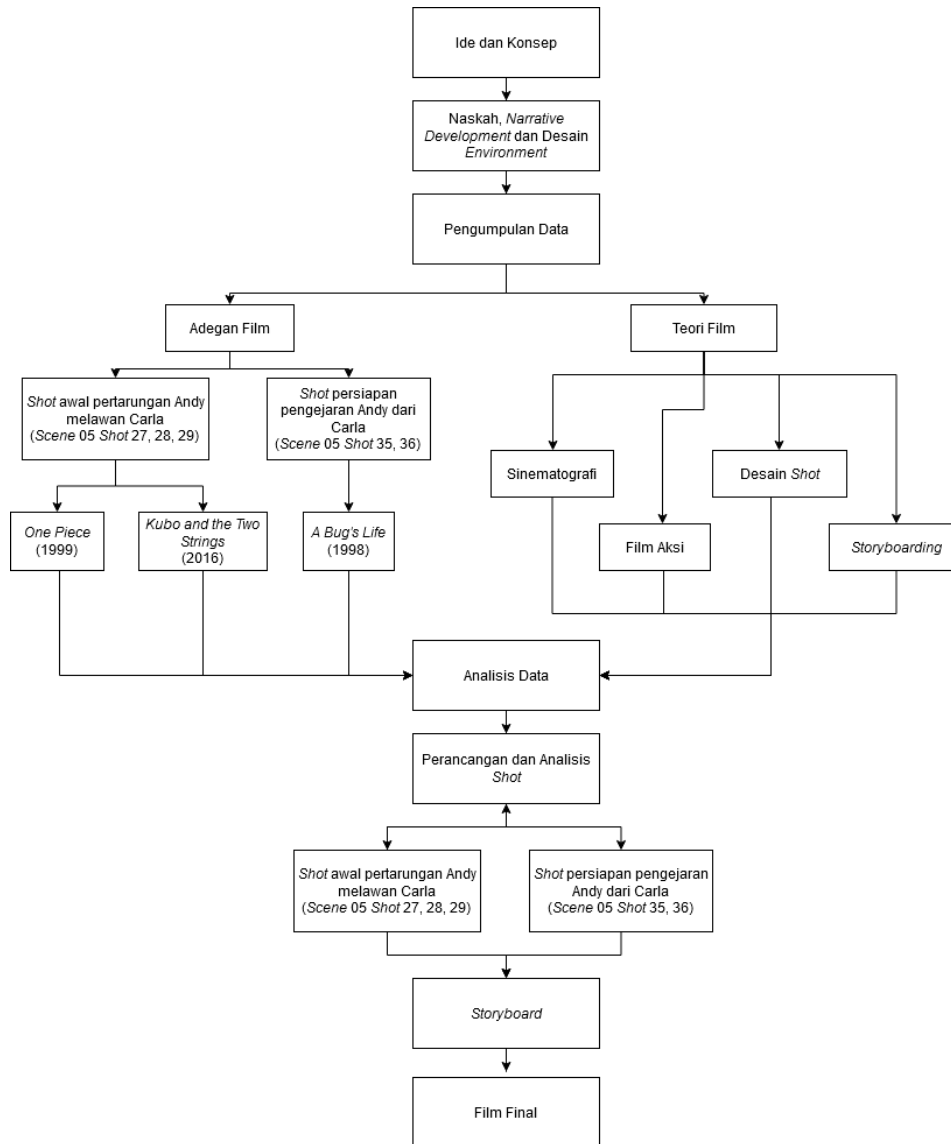 Ide dan Konsep
Naskah, Narrative
Development dan Desain
Environment
Pengumpulan Data
Adegan Film
Teori Film
Shot awal pertarungan Andy
melawan Carla
(Scene 05 Shot 27, 28, 29)
Shot persiapan
pengejaran Andy dari
Carla
(Scene 05 Shot 35, 36)
Sinematografi
Desain Shot
One Piece
(1999)
Kubo and the Two
Strings
(2016)
A Bug's Life
(1998)
Film Aksi
Storyboarding
Analisis Data
Perancangan dan Analisis
Shot
Shot awal pertarungan Andy
melawan Carla
(Scene 05 Shot 27, 28, 29)
Shot persiapan pengejaran
Andy dari Carla
(Scene 05 Shot 35, 36)
Storyboard
Film Final